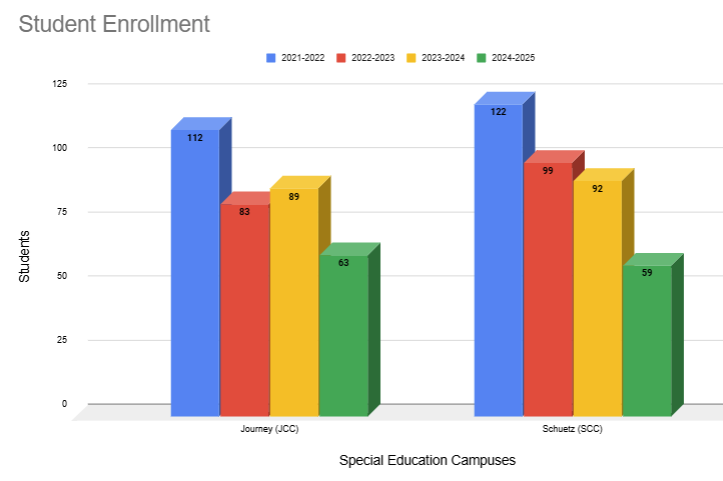 Student Enrollment
2021-2022 2022-2023 2023-2024 2024-2025
125
100
75
50
25
0
Students
112
83
89
63
122
99
92
59
Journey (JCC) Schuetz (SCC)
Special Education Campuses